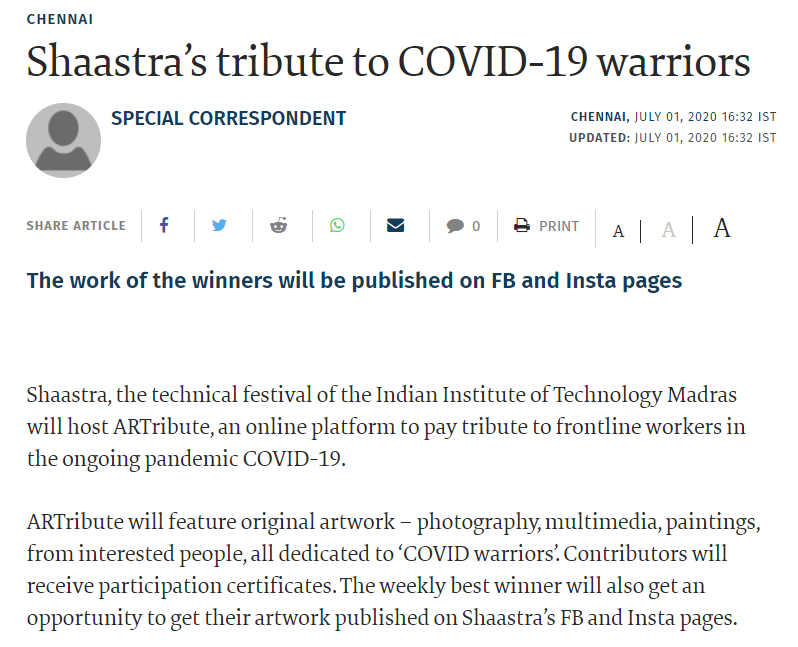 CHENNAI
Shaastra’s tribute to COVID-19 warriors
SPECIAL CORRESPONDENT
CHENNAI, JULY 01, 2020 16:32 IST
UPDATED: JULY 01, 2020 16:32 IST
SHARE ARTICLE 0 PRINT A A A
The work of the winners will be published on FB and Insta pages
Shaastra, the technical festival of the Indian Institute of Technology Madras
will host ARTribute, an online platform to pay tribute to frontline workers in
the ongoing pandemic COVID-19.
ARTribute will feature original artwork – photography, multimedia, paintings,
from interested people, all dedicated to ‘COVID warriors’. Contributors will
receive participation certificates. The weekly best winner will also get an
opportunity to get their artwork published on Shaastra’s FB and Insta pages.